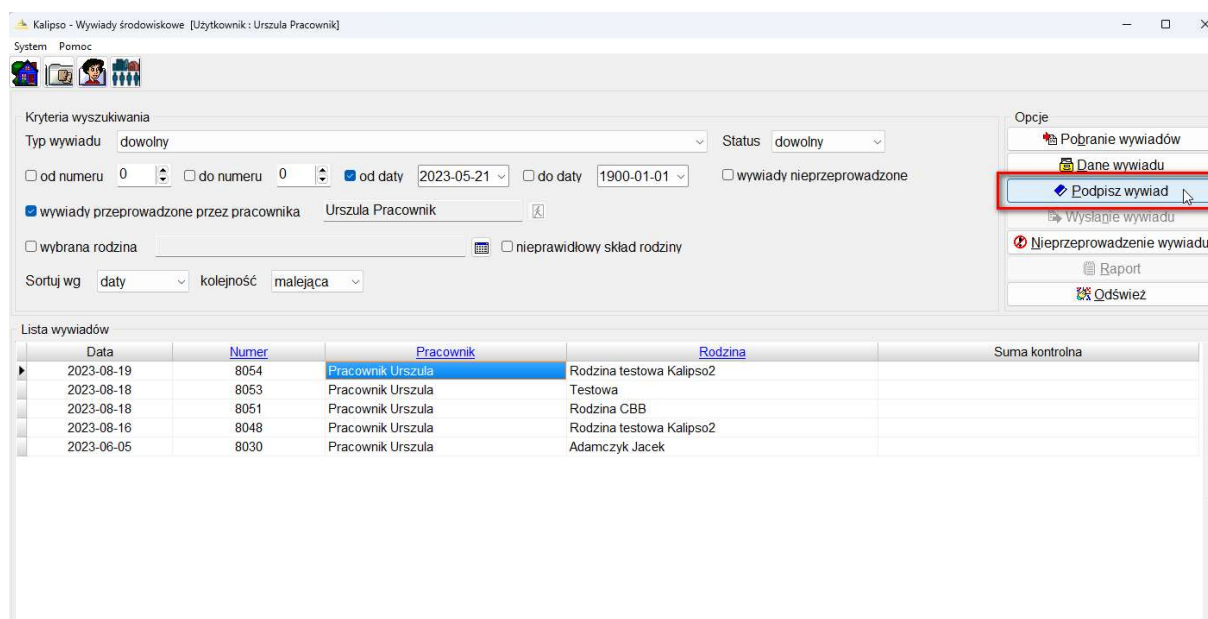 Kalipso - Wywiady środowiskowe [Użytkownik : Urszula Pracownik]
System Pomoc
Kryteria wyszukiwania
Typ wywiadu dowolny Status dowolny
od numeru 0 do numeru 0 od daty 2023-05-21 do daty 1900-01-01 wywiady nieprzeprowadzone
wywiady przeprowadzone przez pracownika Urszula Pracownik
wybrana rodzina nieprawidłowy skład rodziny
Sortuj wg daty kolejność malejąca
Opcje
Pobranie wywiadów
Dane wywiadu
Podpisz wywiad
Wysłanie wywiadu
Nieprzeprowadzenie wywiadu
Raport
Odśwież
Lista wywiadów
Data Numer Pracownik Rodzina Suma kontrolna
2023-08-19 8054 Pracownik Urszula Rodzina testowa Kalipso2
2023-08-18 8053 Pracownik Urszula Testowa
2023-08-18 8051 Pracownik Urszula Rodzina CBB
2023-08-16 8048 Pracownik Urszula Rodzina testowa Kalipso2
2023-06-05 8030 Pracownik Urszula Adamczyk Jacek